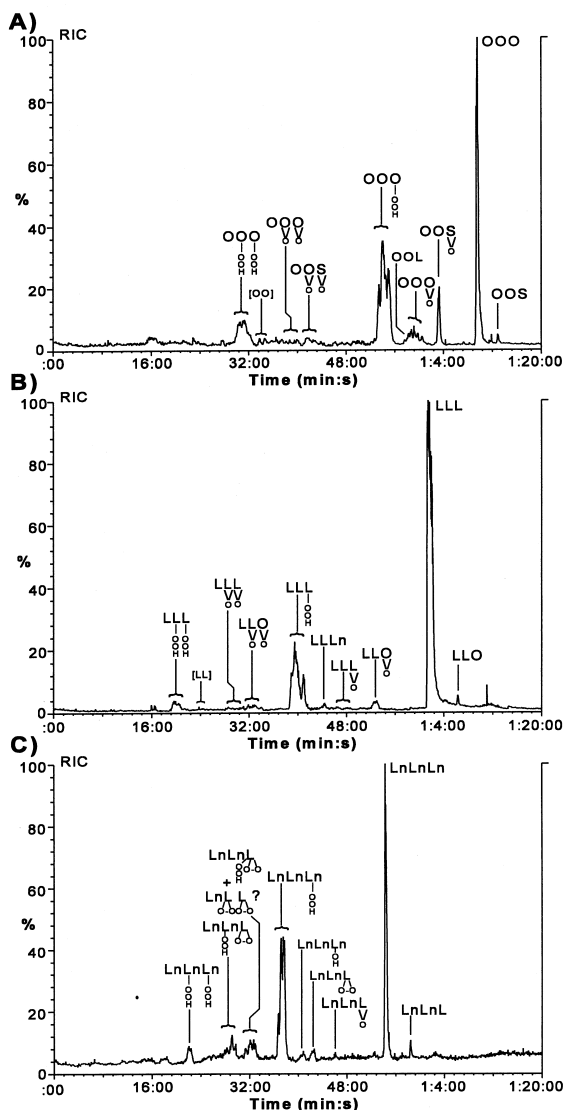 A)
RIC
100
80
60
%
40
20
0
OOO
OOO
OOH
OOO
OOH OOH
[OO]
OOO
V V
O O
OOS
V V
O O
OOL
OOO
V
O
OOS
V
O
OOS
:00 16:00 32:00 48:00 1:4:00 1:20:00
Time (min:s)
B)
RIC
100
80
60
%
40
20
0
LLL
LLL
OOH OOH
[LL]
LLL
V V
O O
LLO
V V
O O
LLL
OOH
LLLn
LLL
V
O
LLO
V
O
LLO
:00 16:00 32:00 48:00 1:4:00 1:20:00
Time (min:s)
C)
RIC
100
80
60
%
40
20
0
LnLnLn
LnLnL
OOH O-O
+
LnL L ?
O-O O-O
LnLnL
OOH O-O
LnLnLn
OOH
LnLnLn
OOH OOH
LnLnLn
OH
LnLnL
O-O
LnLnL
V
O
LnLnL
:00 16:00 32:00 48:00 1:4:00 1:20:00
Time (min:s)